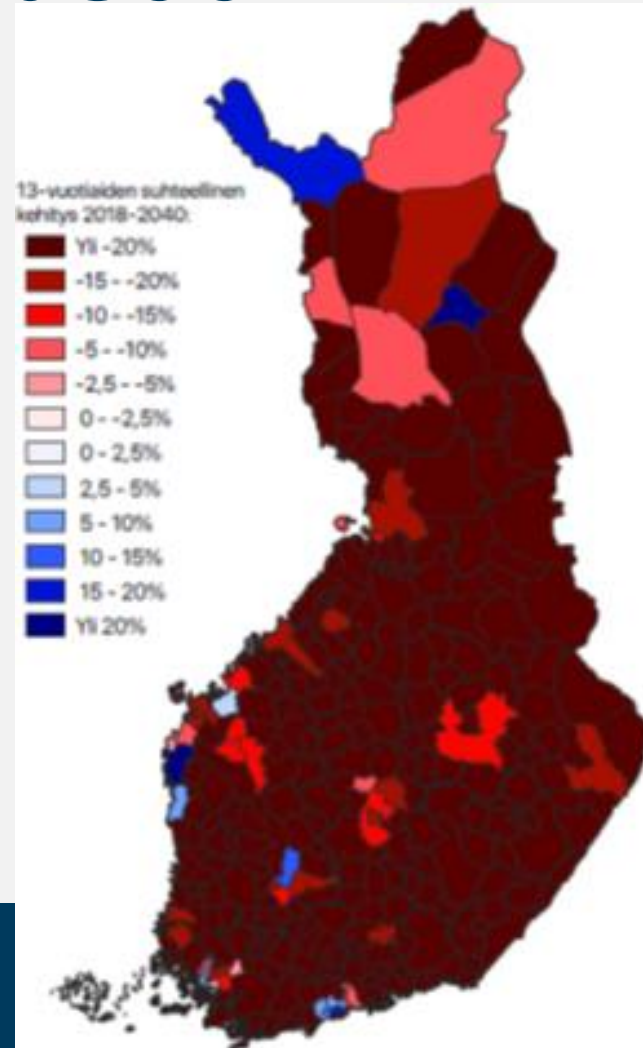 13-vuotiaiden suhteellinen
kehitys 2018-2040:
Yli -20%
-15 - -20%
-10 - -15%
-5 - -10%
-2,5 - -5%
0 - -2,5%
0 - 2,5%
2,5 - 5%
5 - 10%
10 - 15%
15 - 20%
Yli 20%